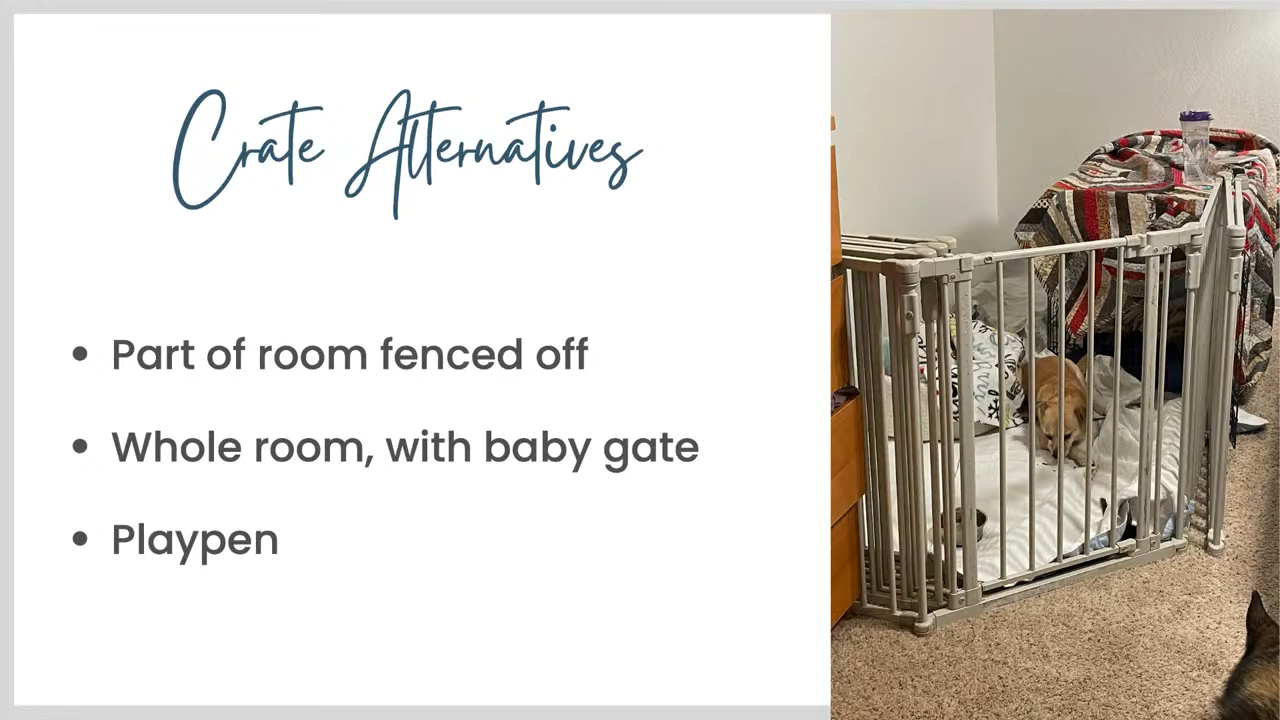 Crate Alternatives
• Part of room fenced off
• Whole room, with baby gate
• Playpen